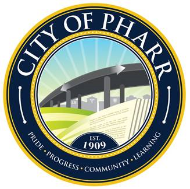 CITY OF PHARR
EST.
1909
PRIDE • PROGRESS • COMMUNITY • LEARNING